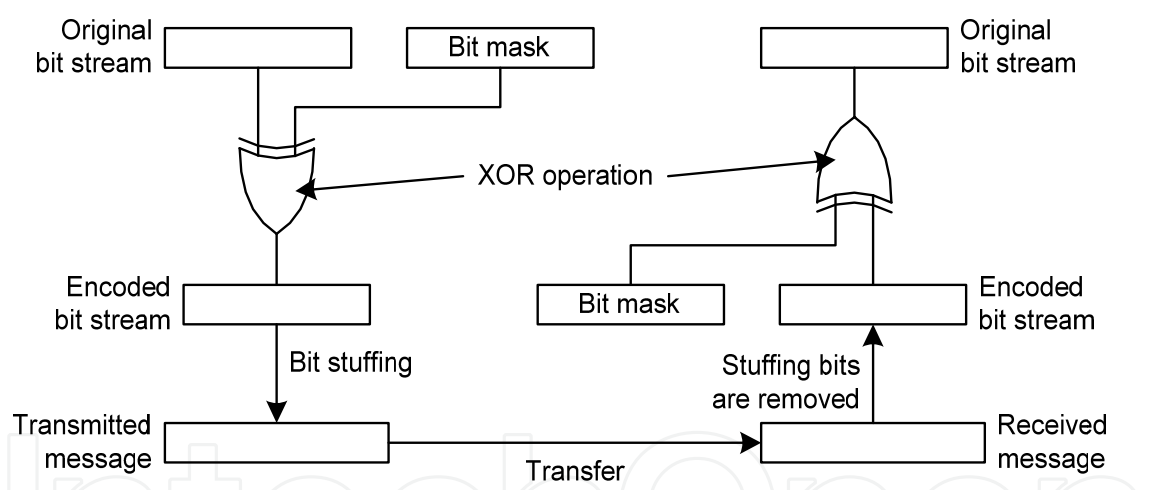 Original
bit stream
Bit mask
Original
bit stream
XOR operation
Encoded
bit stream
Bit mask
Encoded
bit stream
Bit stuffing
Stuffing bits
are removed
Transmitted
message
Transfer
Received
message